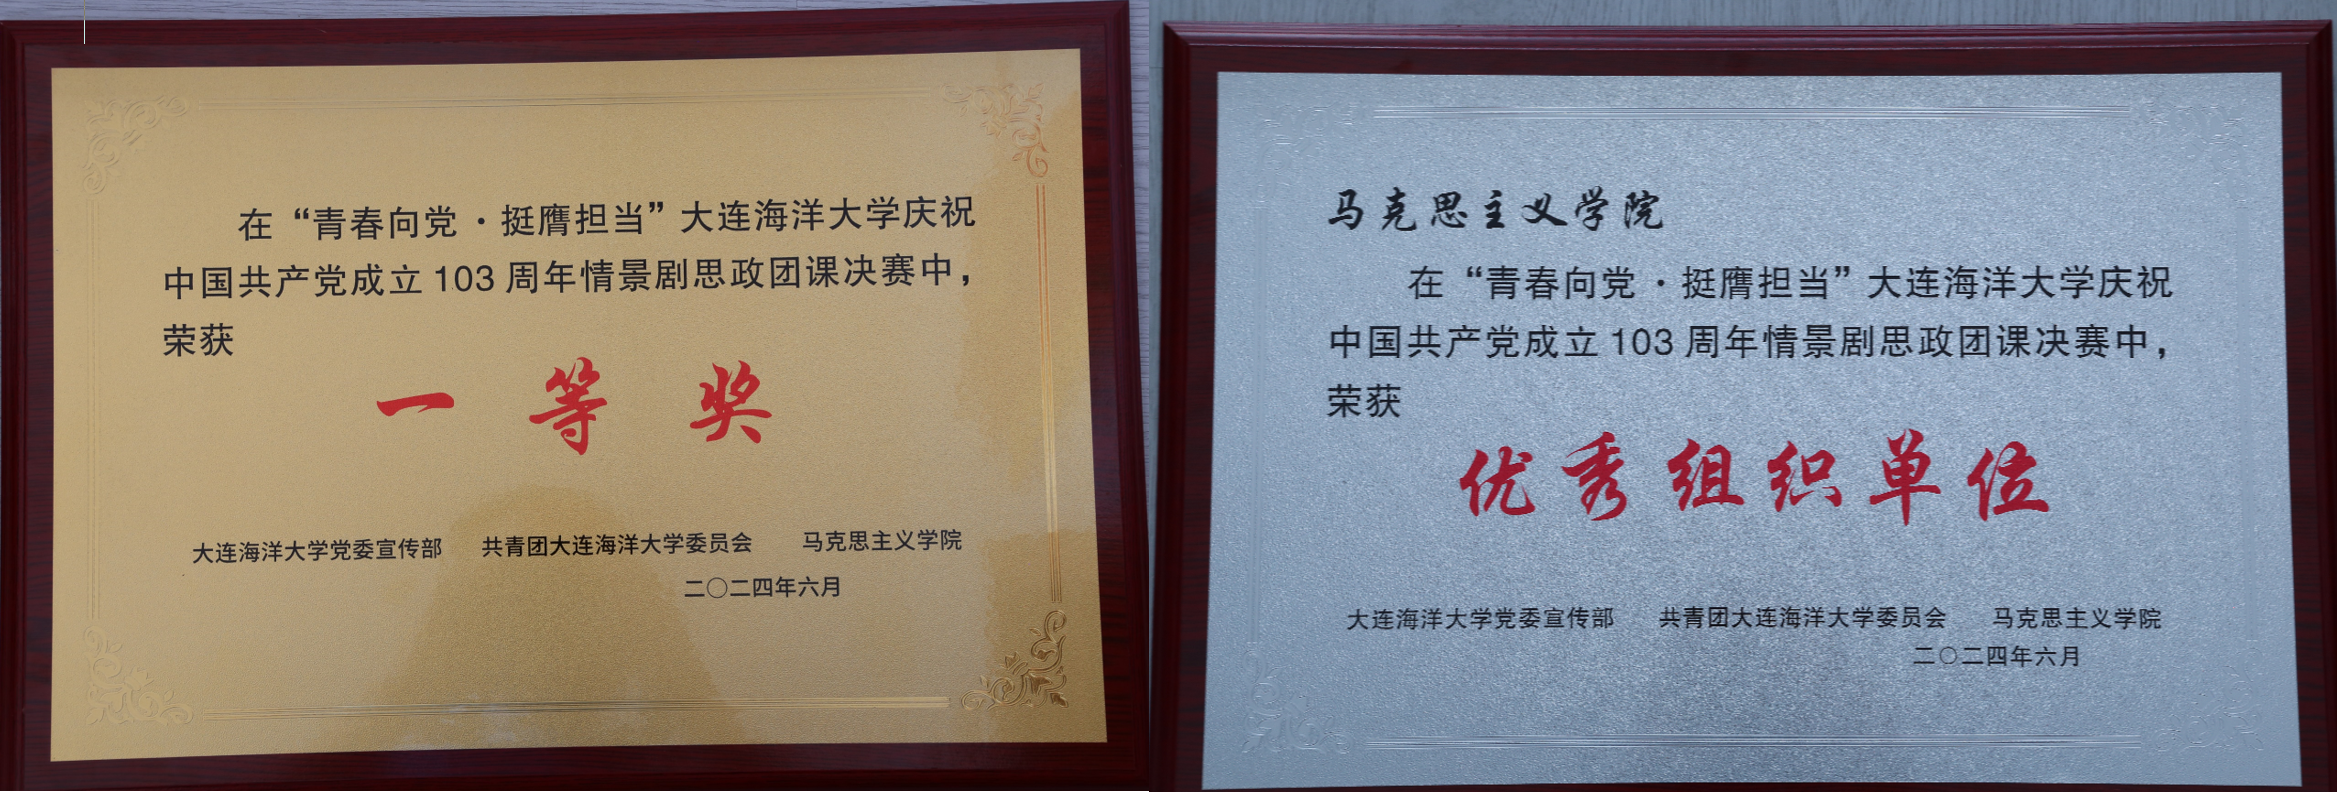 在“青春向党·挺膺担当”大连海洋大学庆祝
中国共产党成立103周年情景剧思政团课决赛中，
荣获
一等奖
大连海洋大学党委宣传部 共青团大连海洋大学委员会 马克思主义学院
二〇二四年六月
马克思主义学院
在“青春向党·挺膺担当”大连海洋大学庆祝
中国共产党成立103周年情景剧思政团课决赛中，
荣获
优秀组织单位
大连海洋大学党委宣传部 共青团大连海洋大学委员会 马克思主义学院
二〇二四年六月